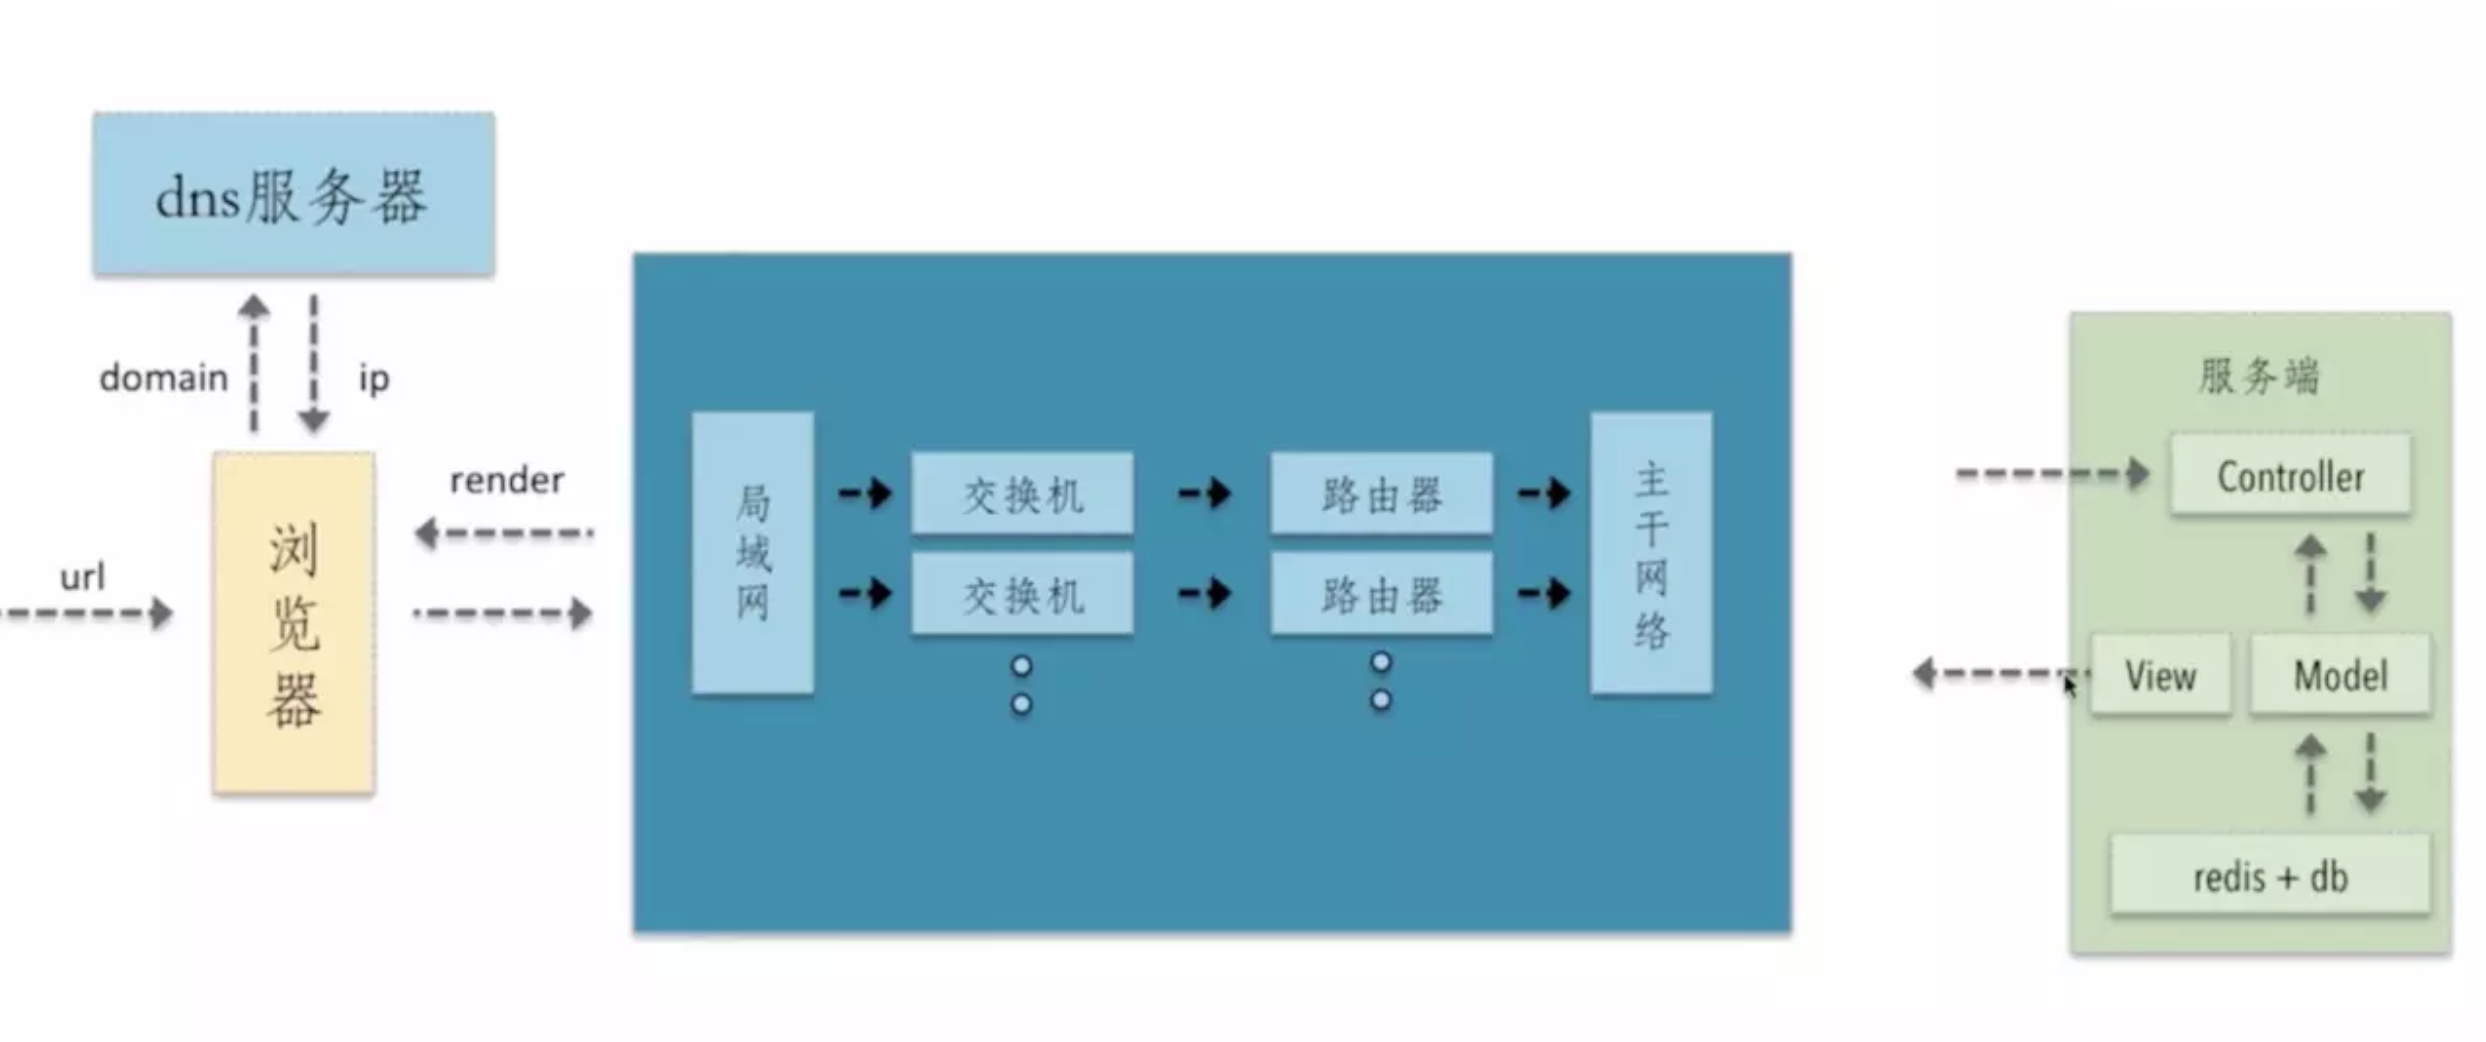 dns服务器
domain
ip
url
浏览器
render
局域网
交换机
路由器
交换机
路由器
主干网络
服务端
Controller
View
Model
redis + db